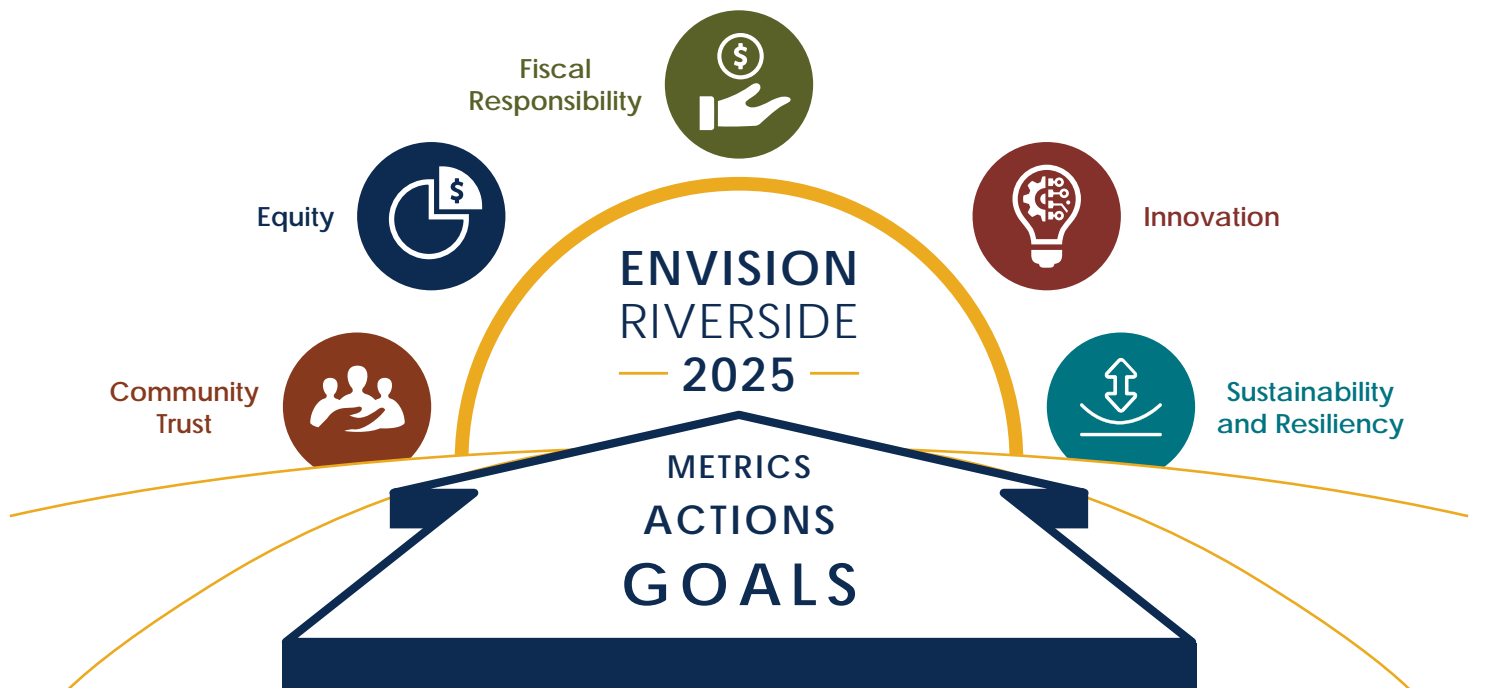 Fiscal
Responsibility
$
Equity
$
Innovation
ENVISION
RIVERSIDE
2025
Community
Trust
Sustainability
and Resiliency
METRICS
ACTIONS
GOALS